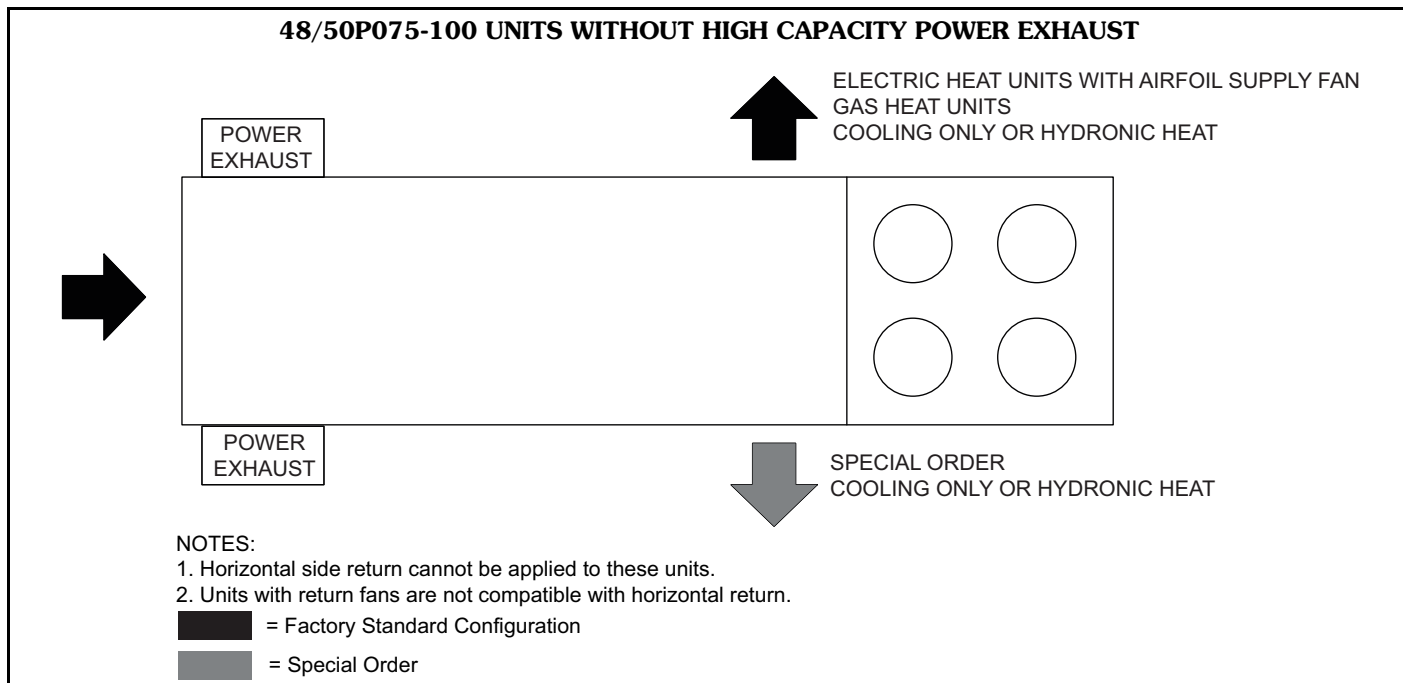 48/50P075-100 UNITS WITHOUT HIGH CAPACITY POWER EXHAUST
ELECTRIC HEAT UNITS WITH AIRFOIL SUPPLY FAN
GAS HEAT UNITS
COOLING ONLY OR HYDRONIC HEAT
POWER
EXHAUST
POWER
EXHAUST
SPECIAL ORDER
COOLING ONLY OR HYDRONIC HEAT
NOTES:
1. Horizontal side return cannot be applied to these units.
2. Units with return fans are not compatible with horizontal return.
= Factory Standard Configuration
= Special Order